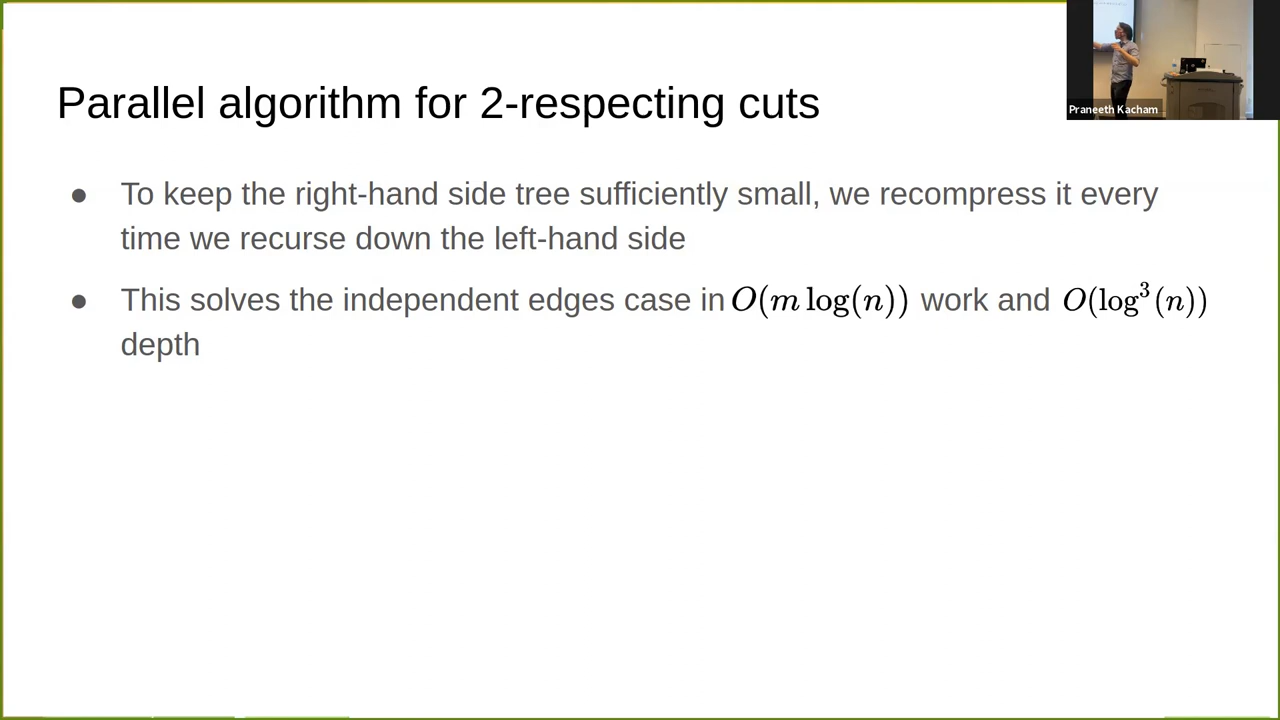 Parallel algorithm for 2-respecting cuts
Praneeth Kacham
● To keep the right-hand side tree sufficiently small, we recompress it every
time we recurse down the left-hand side
● This solves the independent edges case in O(m log(n)) work and O(log³(n))
depth